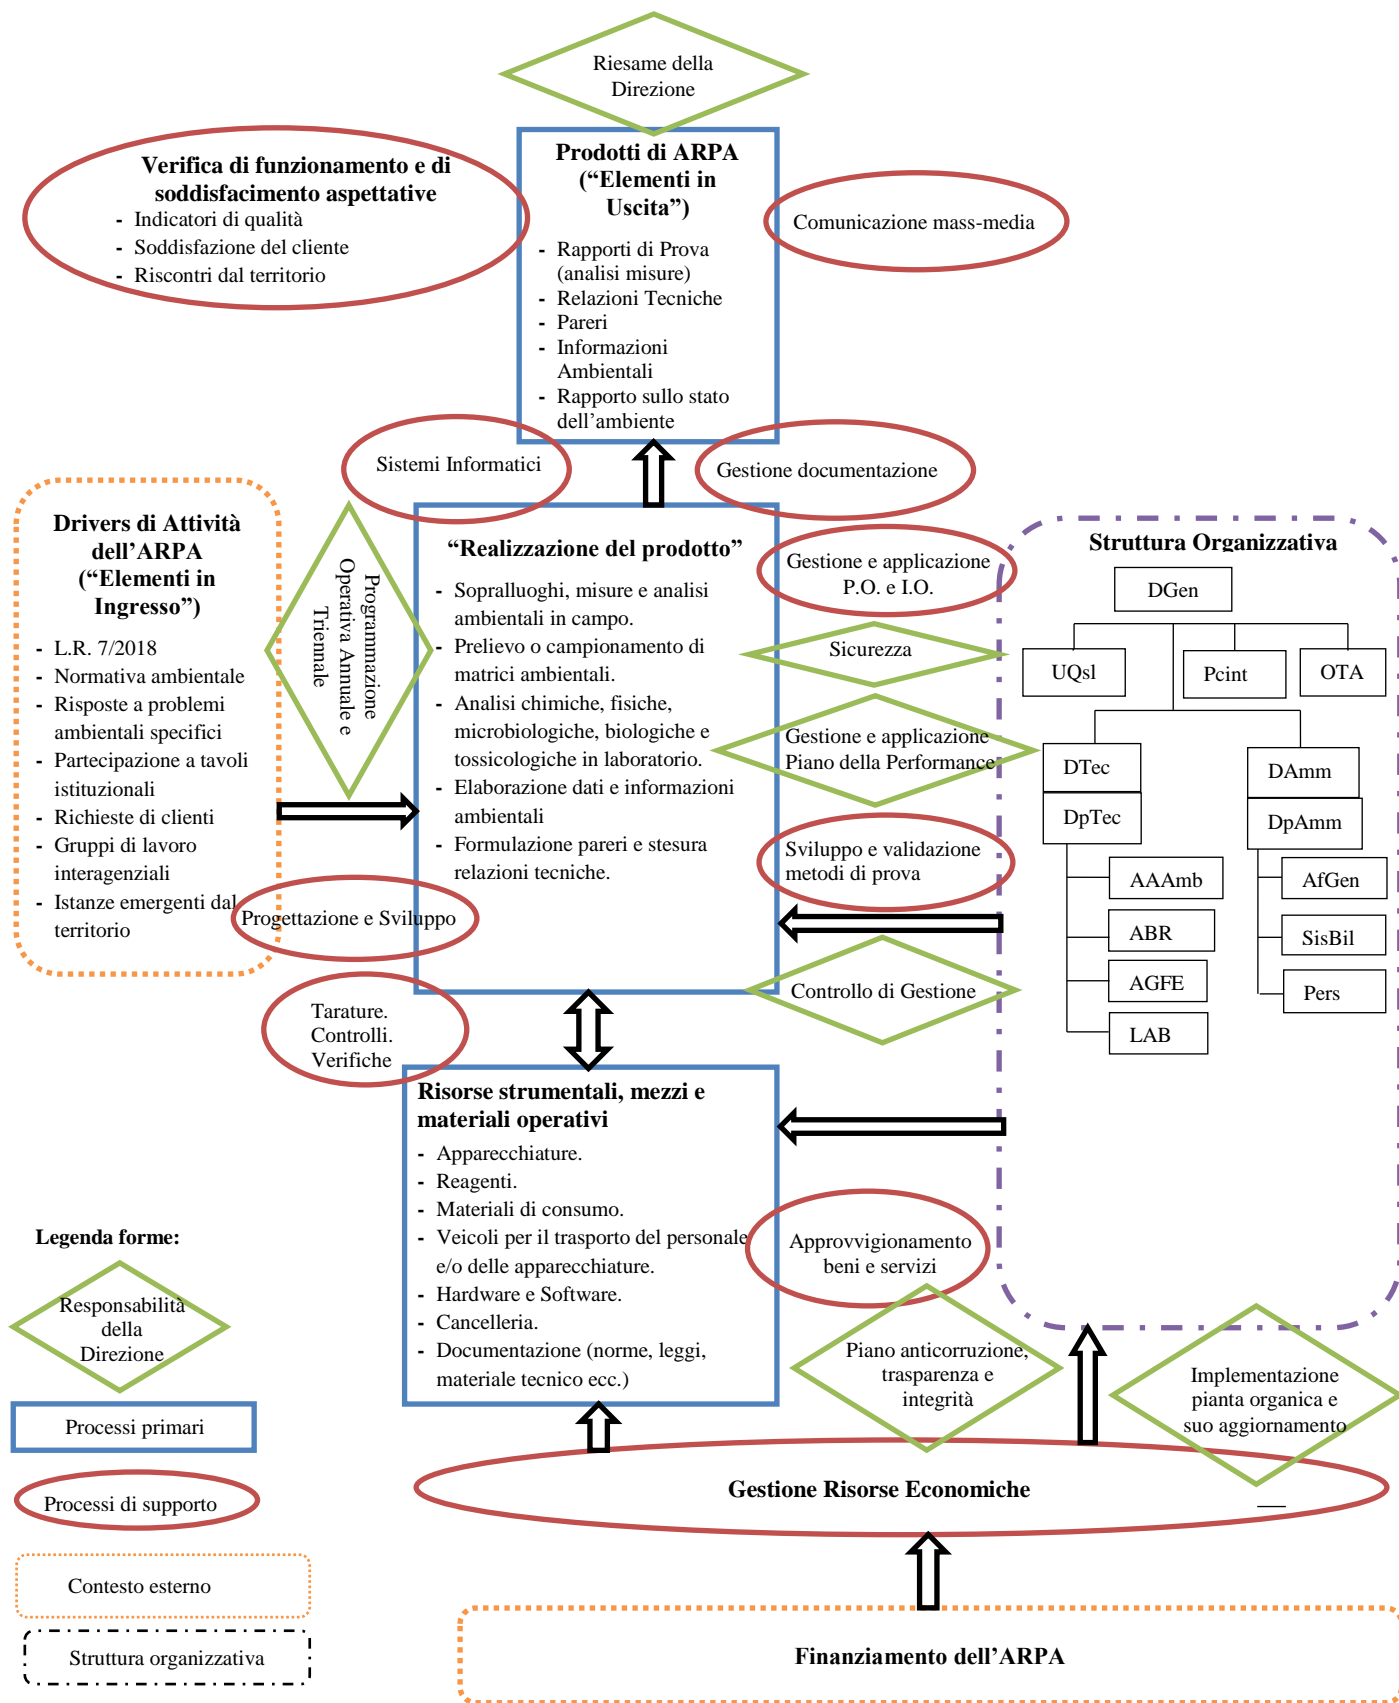 Riesame della
Direzione
Verifica di funzionamento e di
soddisfacimento aspettative
- Indicatori di qualità
- Soddisfazione del cliente
- Riscontri dal territorio
Prodotti di ARPA
(“Elementi in
Uscita”)
- Rapporti di Prova
(analisi misure)
- Relazioni Tecniche
- Pareri
- Informazioni
Ambientali
- Rapporto sullo stato
dell’ambiente
Comunicazione mass-media
Sistemi Informatici
Gestione documentazione
Drivers di Attività
dell’ARPA
(“Elementi in
Ingresso”)
- L.R. 7/2018
- Normativa ambientale
- Risposte a problemi
ambientali specifici
- Partecipazione a tavoli
istituzionali
- Richieste di clienti
- Gruppi di lavoro
interagenziali
- Istanze emergenti dal
territorio
Programmazione
Operativa Annuale e
Triennale
“Realizzazione del prodotto”
- Sopralluoghi, misure e analisi
ambientali in campo.
- Prelievo o campionamento di
matrici ambientali.
- Analisi chimiche, fisiche,
microbiologiche, biologiche e
tossicologiche in laboratorio.
- Elaborazione dati e informazioni
ambientali
- Formulazione pareri e stesura
relazioni tecniche.
Gestione e applicazione
P.O. e I.O.
Sicurezza
Gestione e applicazione
Piano della Performance
Sviluppo e validazione
metodi di prova
Controllo di Gestione
Progettazione e Sviluppo
Tarature.
Controlli.
Verifiche
Struttura Organizzativa
DGen
UQsl
Pcint
OTA
DTec
DAmm
DpTec
DpAmm
AAAmb
AfGen
ABR
SisBil
AGFE
Pers
LAB
Risorse strumentali, mezzi e
materiali operativi
- Apparecchiature.
- Reagenti.
- Materiali di consumo.
- Veicoli per il trasporto del personale
e/o delle apparecchiature.
- Hardware e Software.
- Cancelleria.
- Documentazione (norme, leggi,
materiale tecnico ecc.)
Approvvigionamento
beni e servizi
Piano anticorruzione,
trasparenza e
integrità
Implementazione
pianta organica e
suo aggiornamento
Gestione Risorse Economiche
Finanziamento dell’ARPA
Legenda forme:
Responsabilità
della
Direzione
Processi primari
Processi di supporto
Contesto esterno
Struttura organizzativa